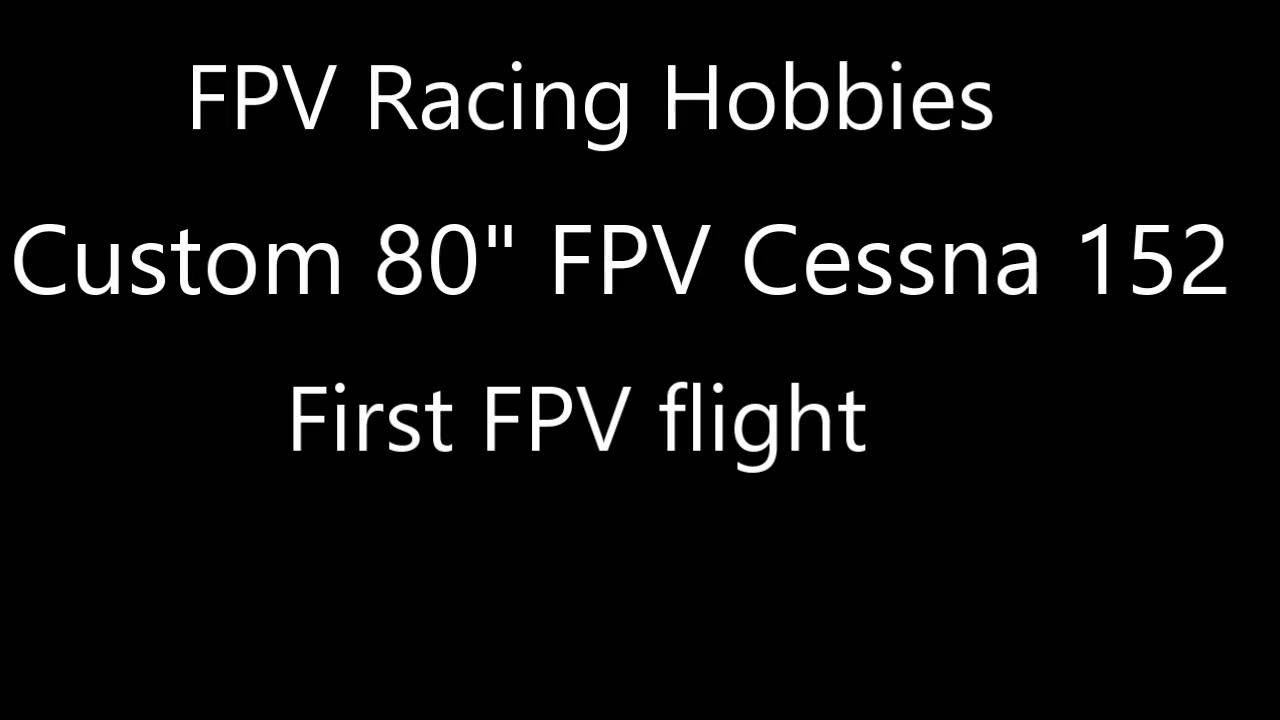 FPV Racing Hobbies
Custom 80" FPV Cessna 152
First FPV flight